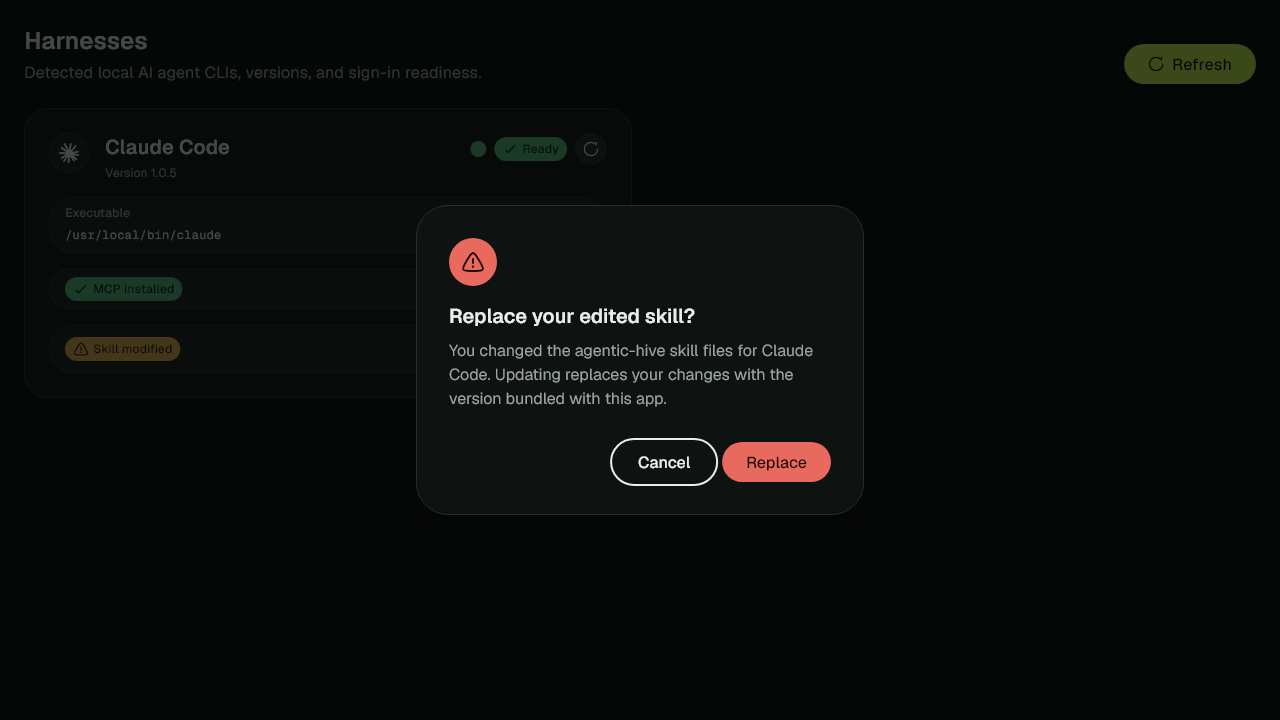 Harnesses
Detected local AI agent CLIs, versions, and sign-in readiness.
Refresh
Claude Code
Version 1.0.5
Ready
Executable
/usr/local/bin/claude
MCP installed
Skill modified
Replace your edited skill?
You changed the agentic-hive skill files for Claude
Code. Updating replaces your changes with the
version bundled with this app.
Cancel
Replace